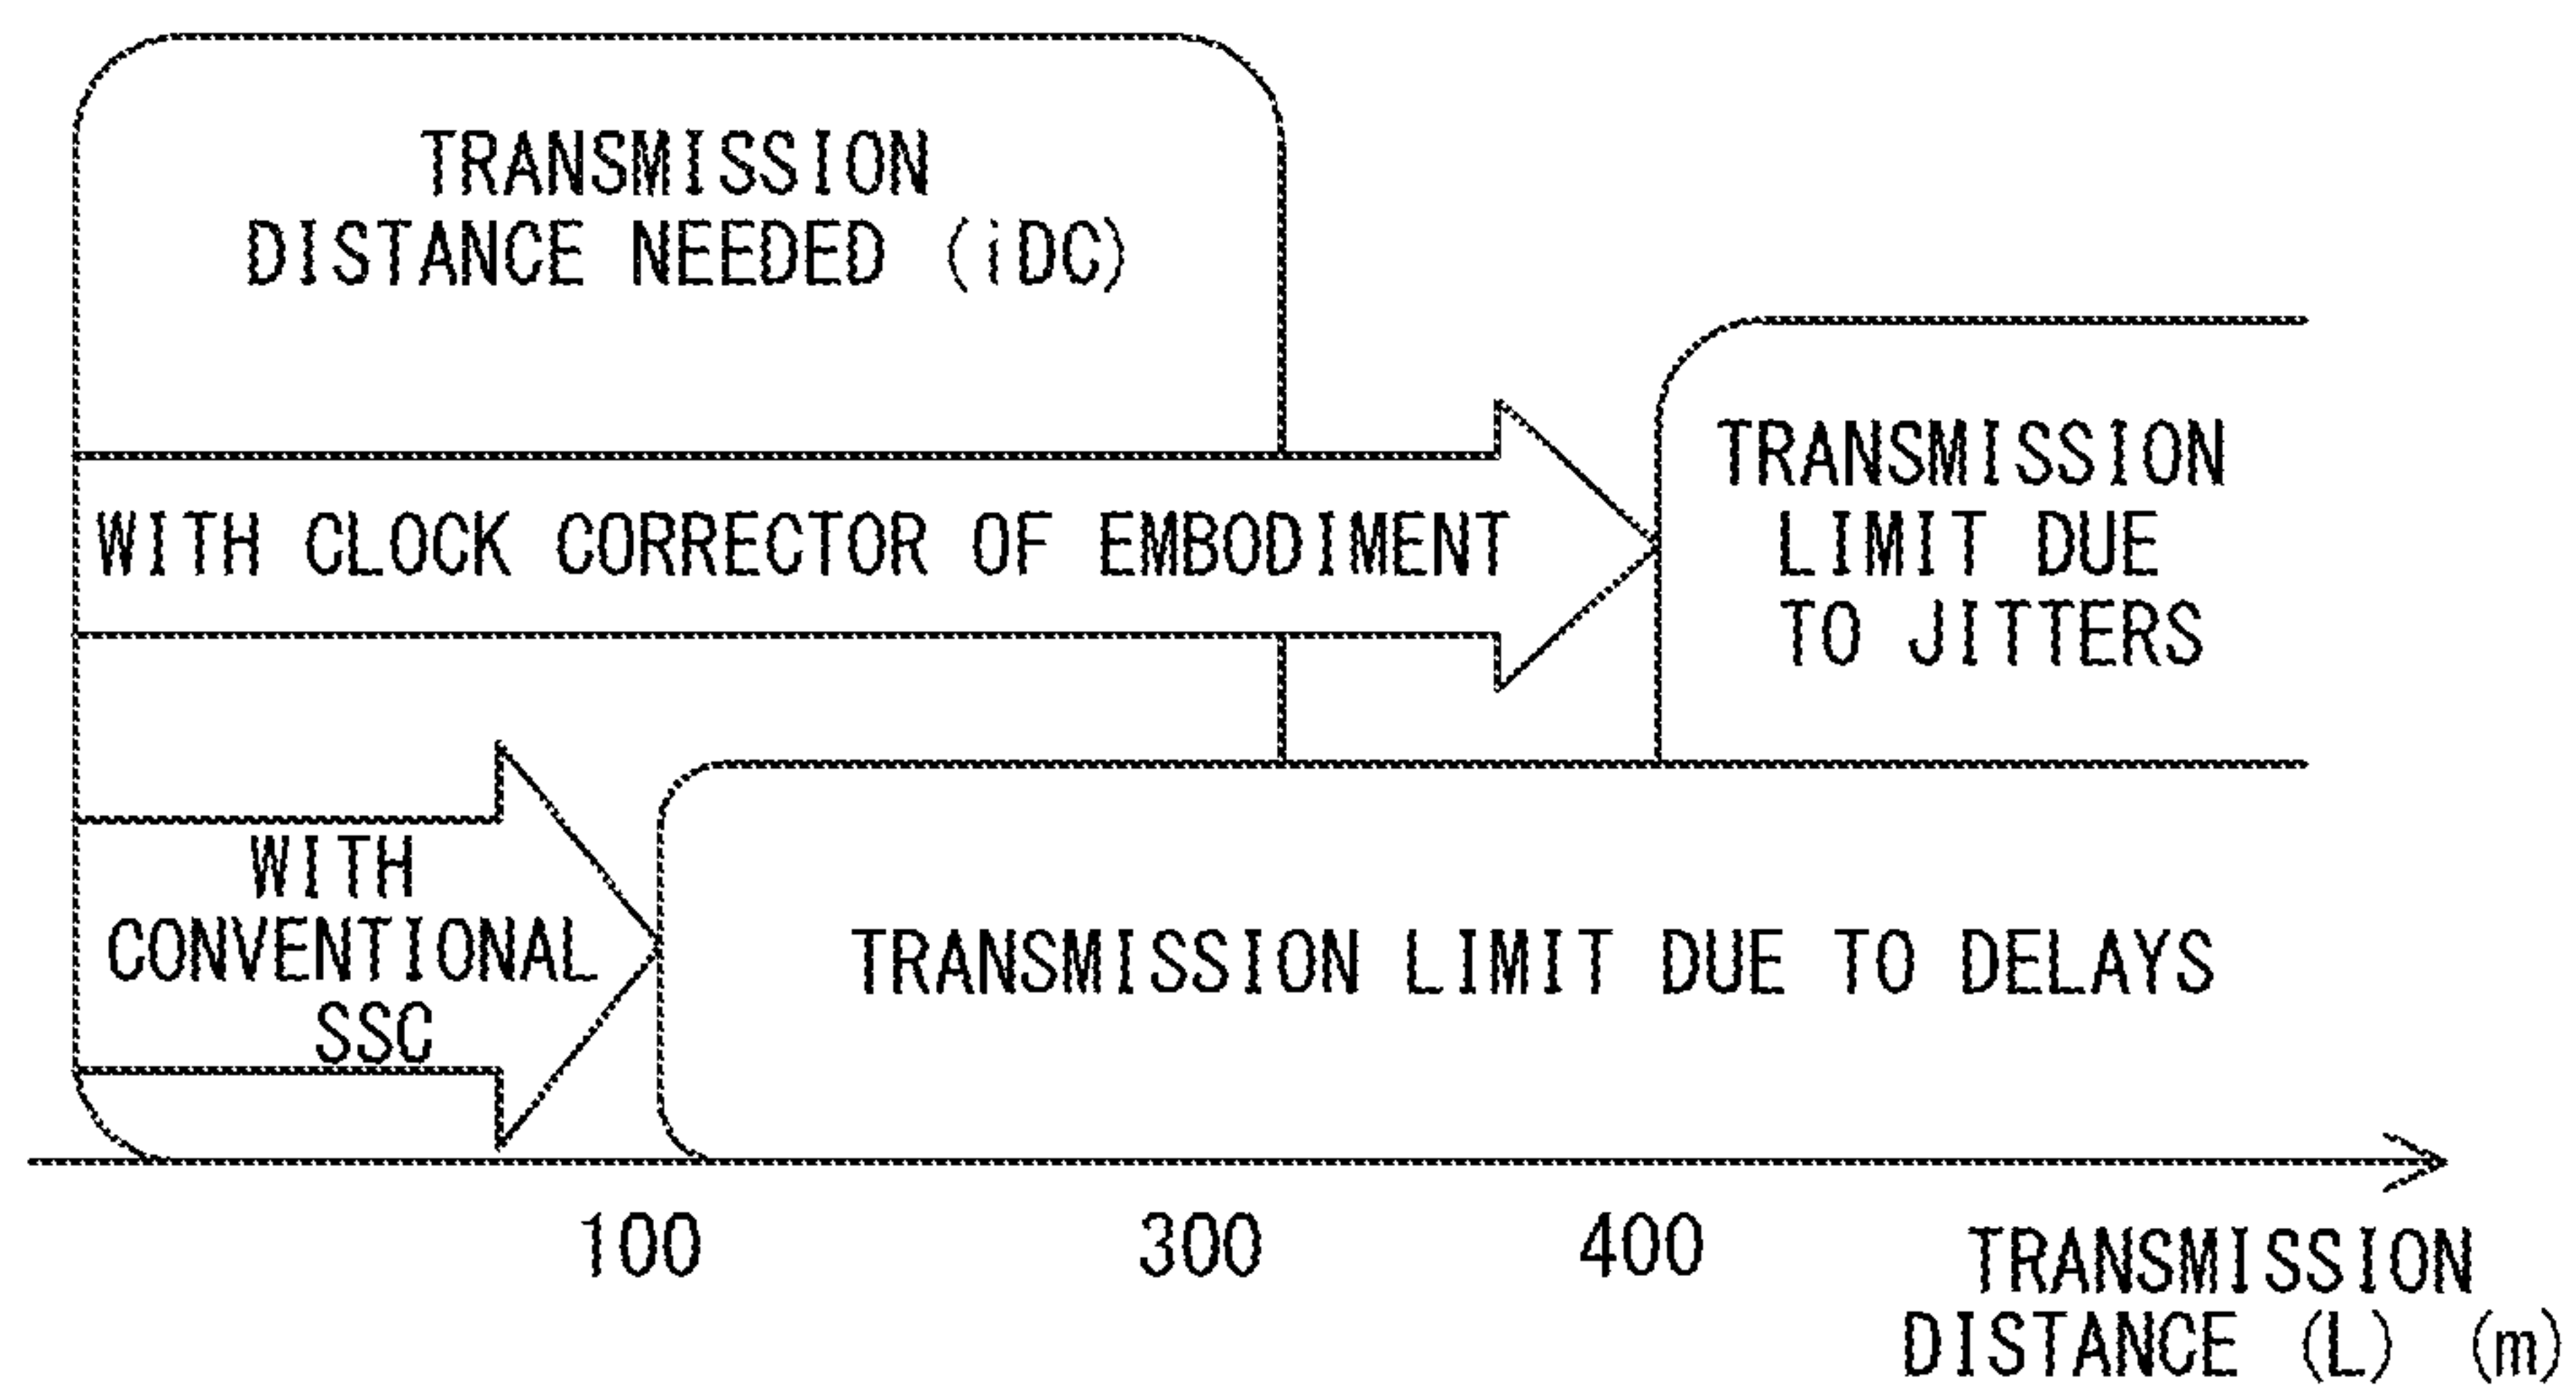 TRANSMISSION
DISTANCE NEEDED (iDC)
WITH CLOCK CORRECTOR OF EMBODIMENT
TRANSMISSION
LIMIT DUE
TO JITTERS
WITH
CONVENTIONAL
SSC
TRANSMISSION LIMIT DUE TO DELAYS
100
300
400
TRANSMISSION
DISTANCE (L) (m)